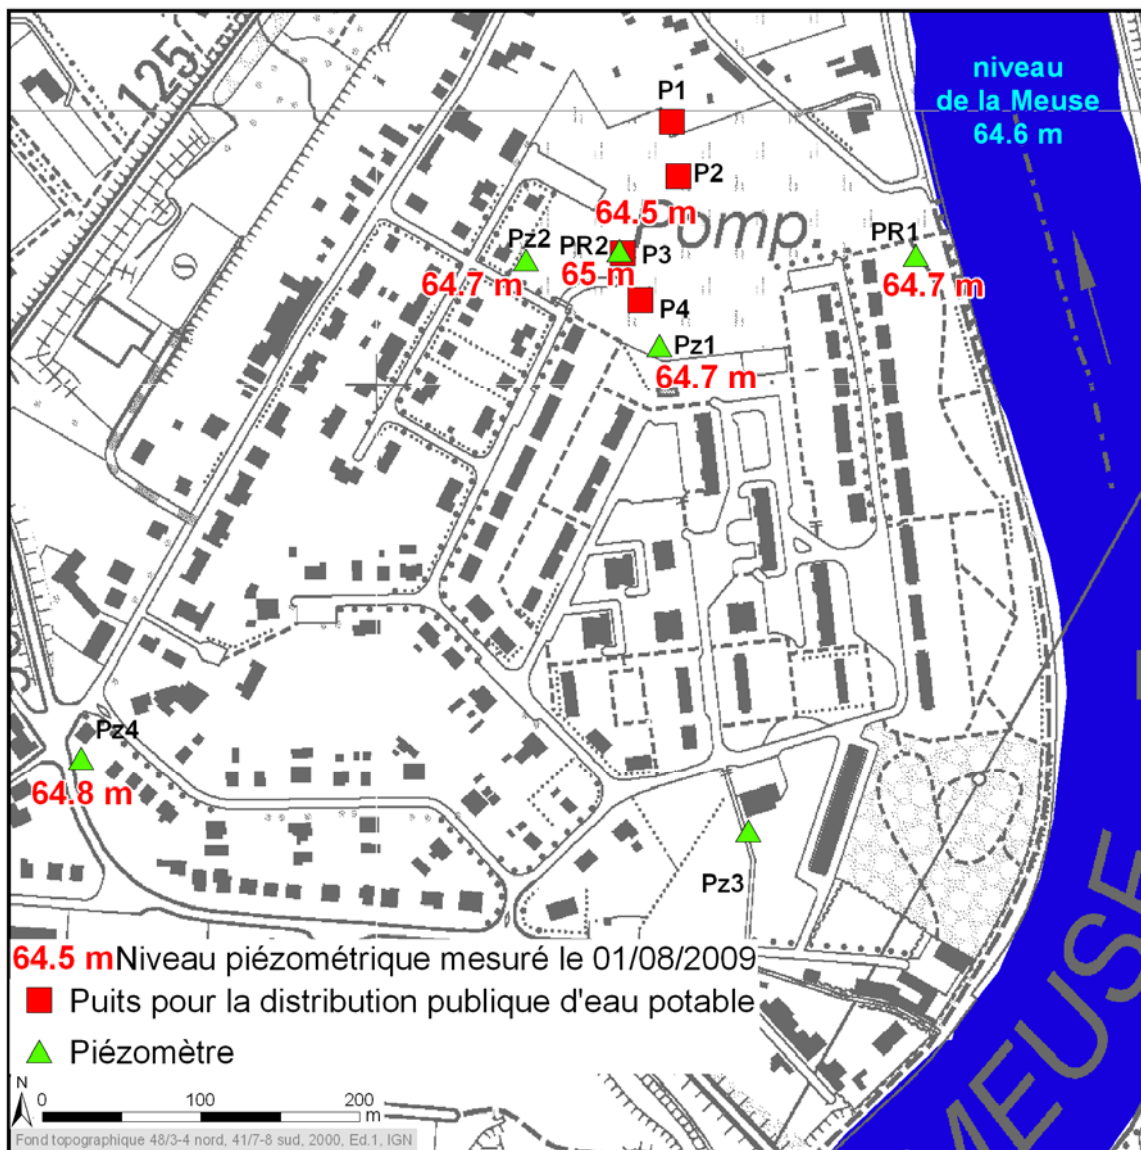 niveau
de la Meuse
64.6 m
125
P1
P2
64.5 m
Pomp.
PR1
Pz2
PR2
P3
64.7 m
65 m
64.7 m
P4
Pz1
64.7 m
Pz4
64.8 m
Pz3
MEUSE
64.5 m Niveau piézométrique mesuré le 01/08/2009
Puits pour la distribution publique d'eau potable
Piézomètre
N
0 100 200
m
Fond topographique 48/3-4 nord, 41/7-8 sud, 2000, Ed.1, IGN